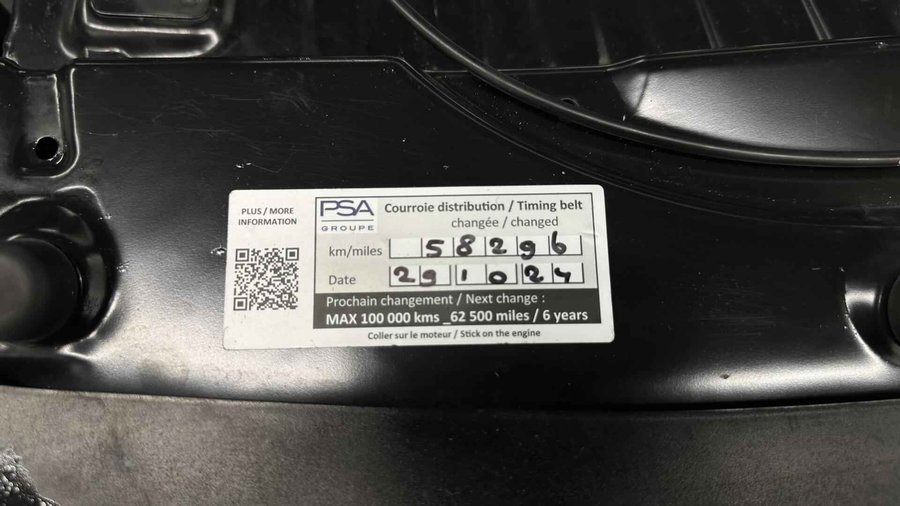 PLUS / MORE
INFORMATION
PSA
GROUPE
Courroie distribution / Timing belt
changée / changed
km/miles 58296
Date 291024
Prochain changement / Next change :
MAX 100 000 kms _62 500 miles / 6 years
Coller sur le moteur / Stick on the engine